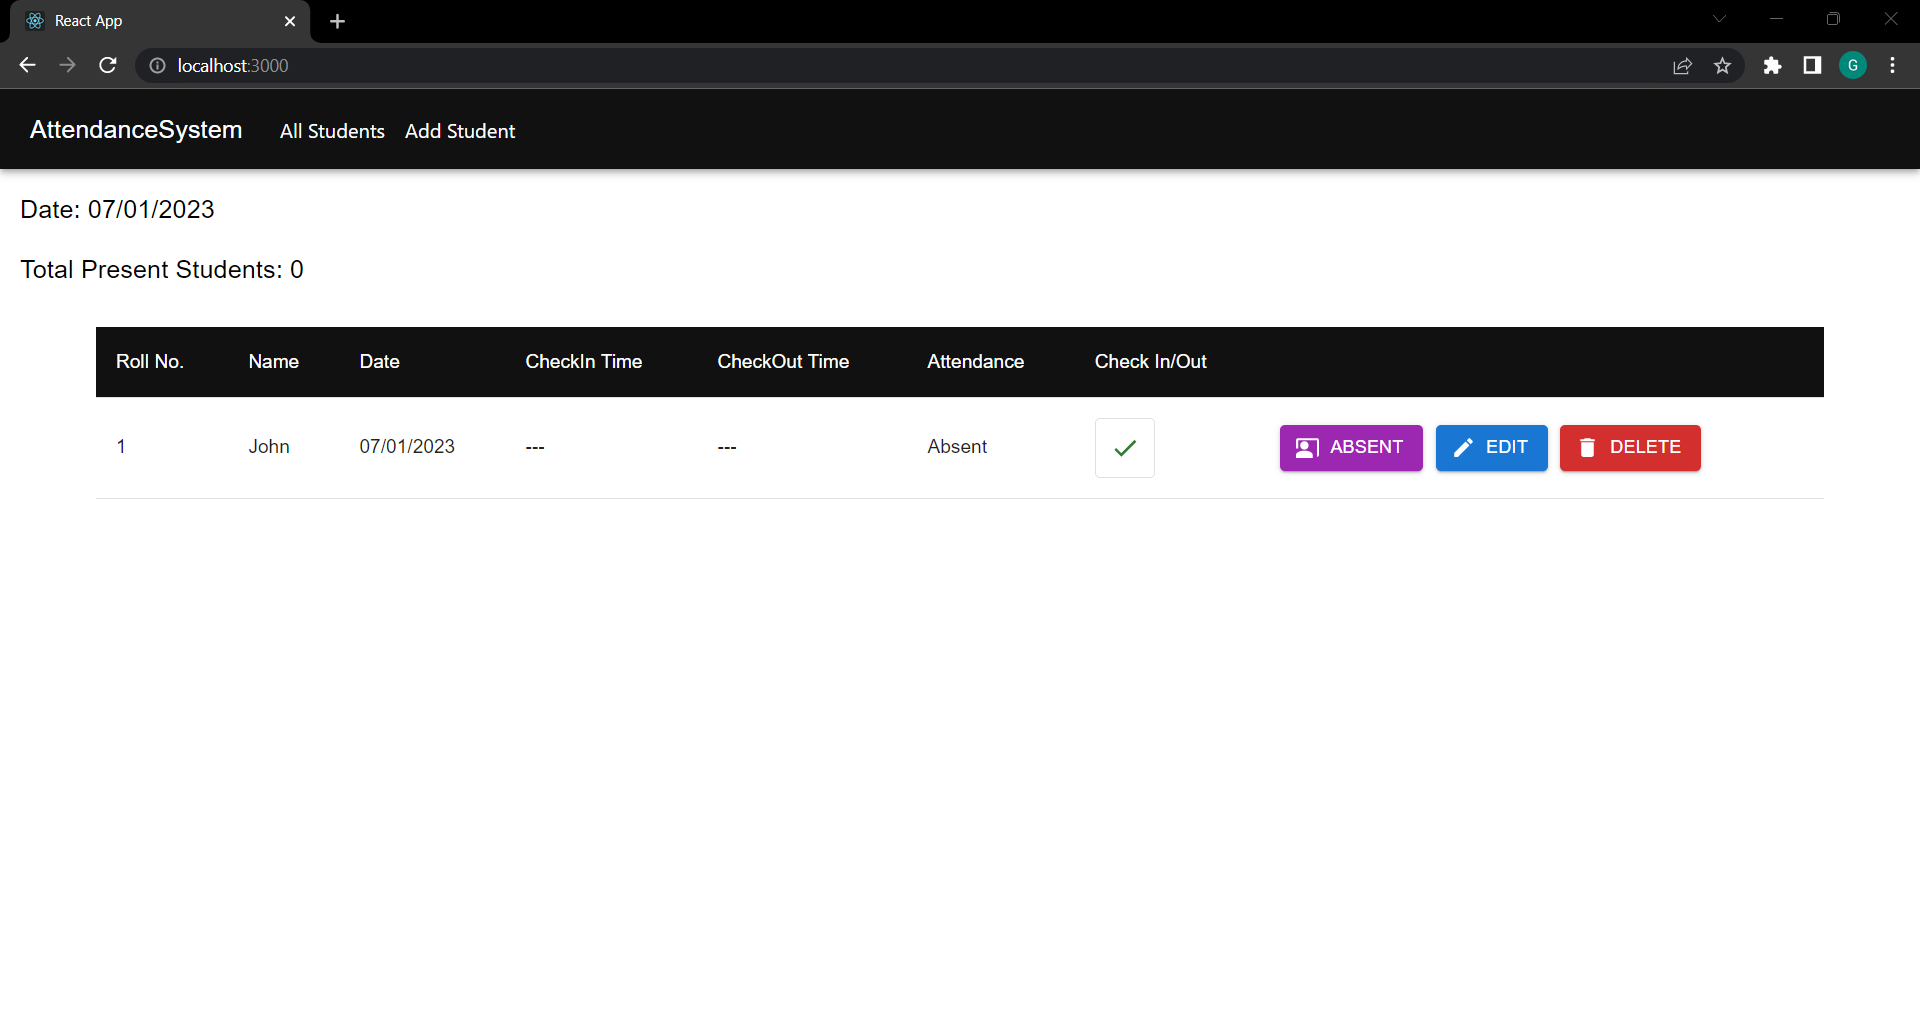 React App
localhost:3000
G
AttendanceSystem All Students Add Student
Date: 07/01/2023
Total Present Students: 0
Roll No. Name Date CheckIn Time CheckOut Time Attendance Check In/Out
1 John 07/01/2023 --- --- Absent ABSENT EDIT DELETE